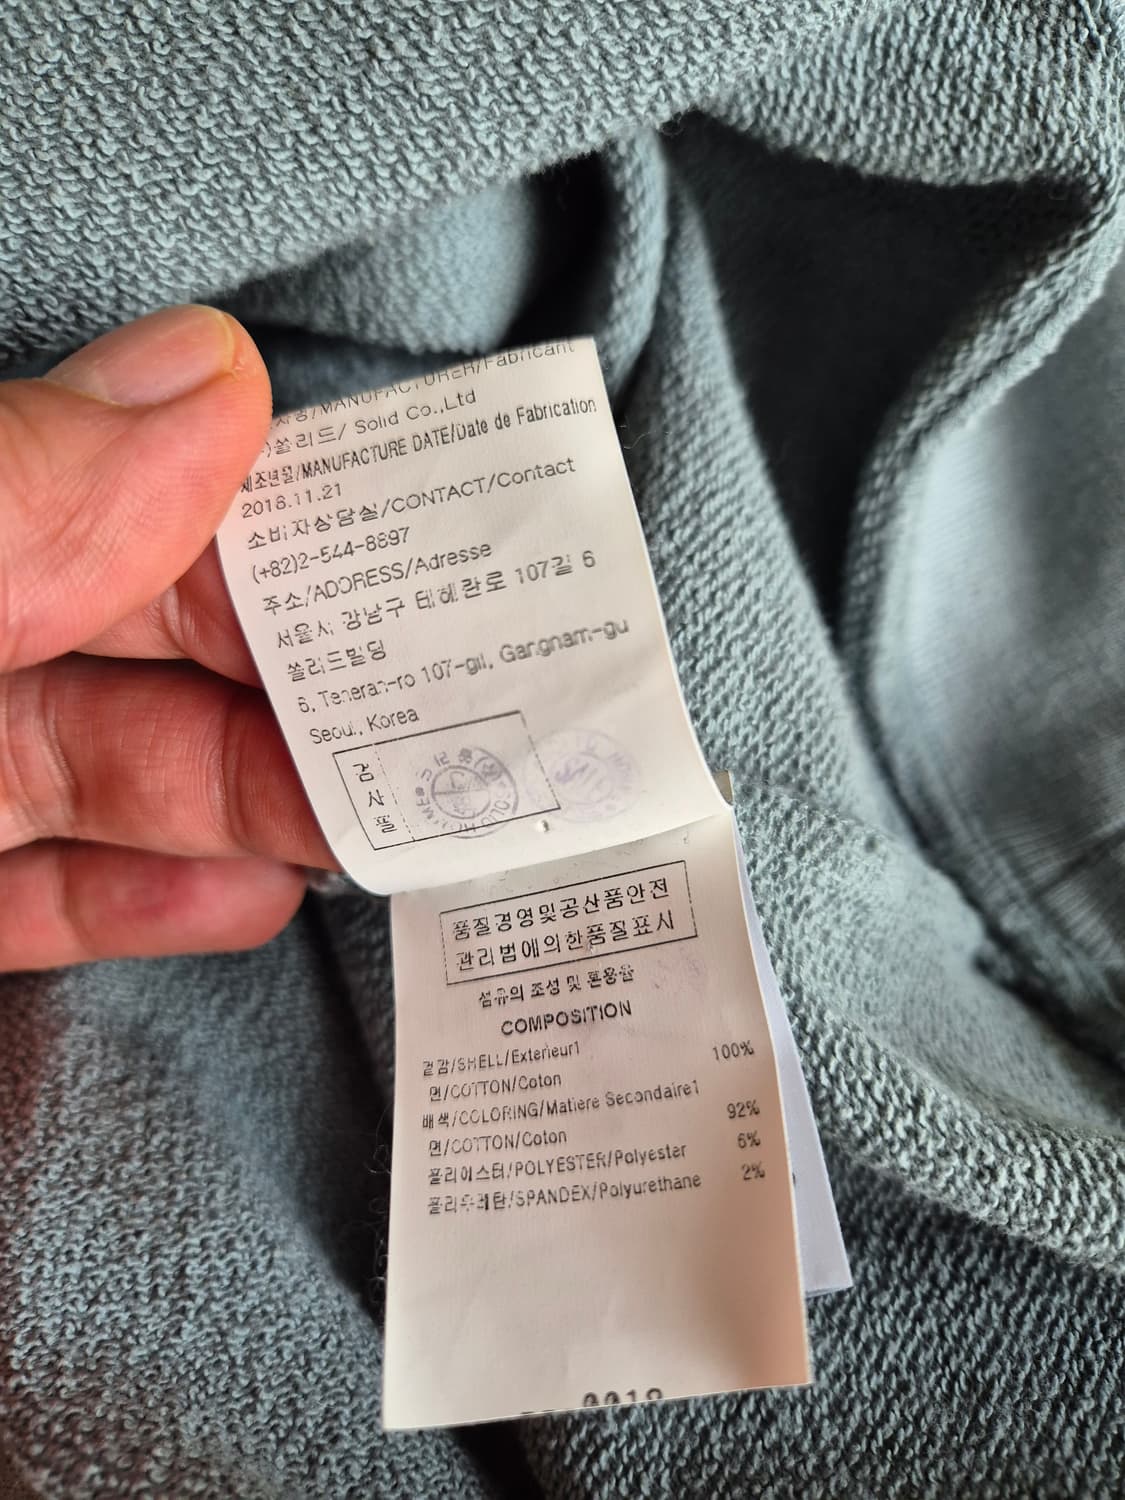 /MANUFACTURER/Fabricant
쏠리드/ Solid Co.,Ltd
제조년월/MANUFACTURE DATE/Date de Fabrication
2018.11.21
소비자상담실/CONTACT/Contact
(+82)2-544-8897
주소/ADDRESS/Adresse
서울시 강남구 테헤란로 107길 6
쏠리드빌딩
6, Teheran-ro 107-gil, Gangnam-gu
Seoul, Korea
검사필
품질경영및공산품안전
관리법에의한품질표시
섬유의 조성 및 혼용율
COMPOSITION
겉감/SHELL/Exterieur1
면/COTTON/Coton 100%
배색/COLORING/Matiere Secondaire1
면/COTTON/Coton 92%
폴리에스터/POLYESTER/Polyester 6%
폴리우레탄/SPANDEX/Polyurethane 2%